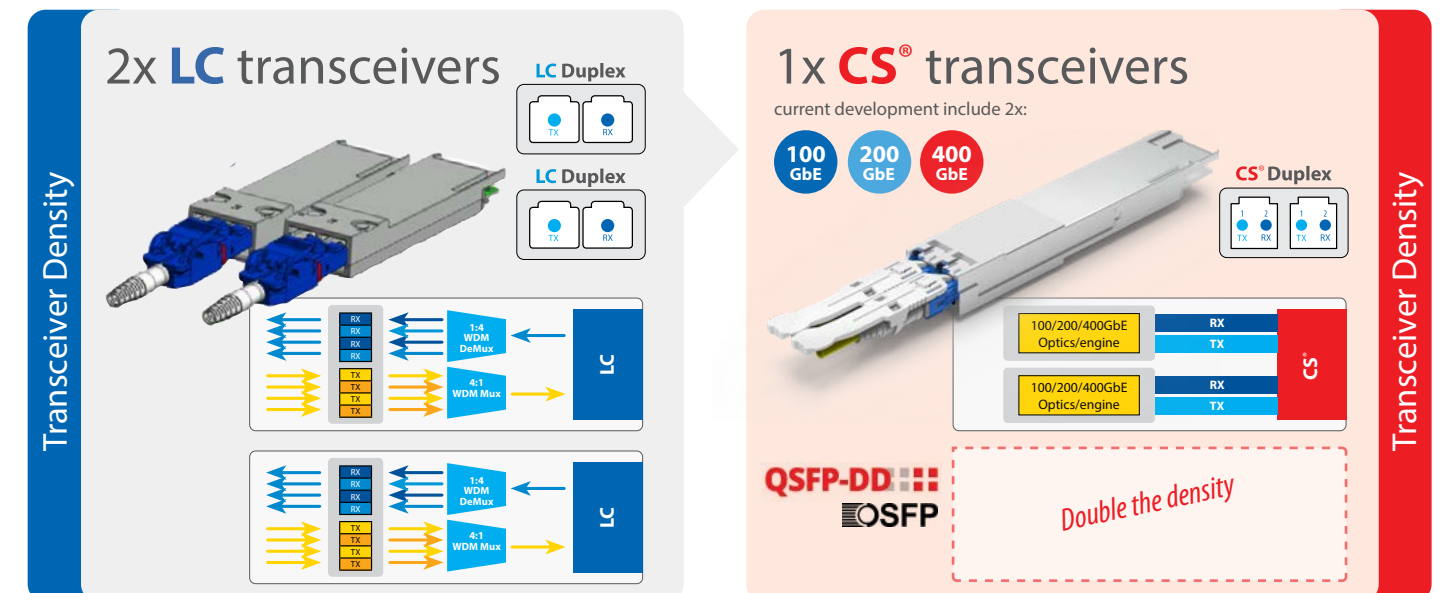 Transceiver Density
2x LC transceivers
LC Duplex
TX RX
LC Duplex
TX RX
RX
RX
RX
RX
TX
TX
TX
TX
1:4
WDM
DeMux
4:1
WDM Mux
LC
RX
RX
RX
RX
TX
TX
TX
TX
1:4
WDM
DeMux
4:1
WDM Mux
LC
1x CS® transceivers
current development include 2x:
100
GbE
200
GbE
400
GbE
CS® Duplex
1 2 1 2
TX RX TX RX
100/200/400GbE
Optics/engine
RX
TX
100/200/400GbE
Optics/engine
RX
TX
CS®
QSFP-DD
OSFP
Double the density
Transceiver Density